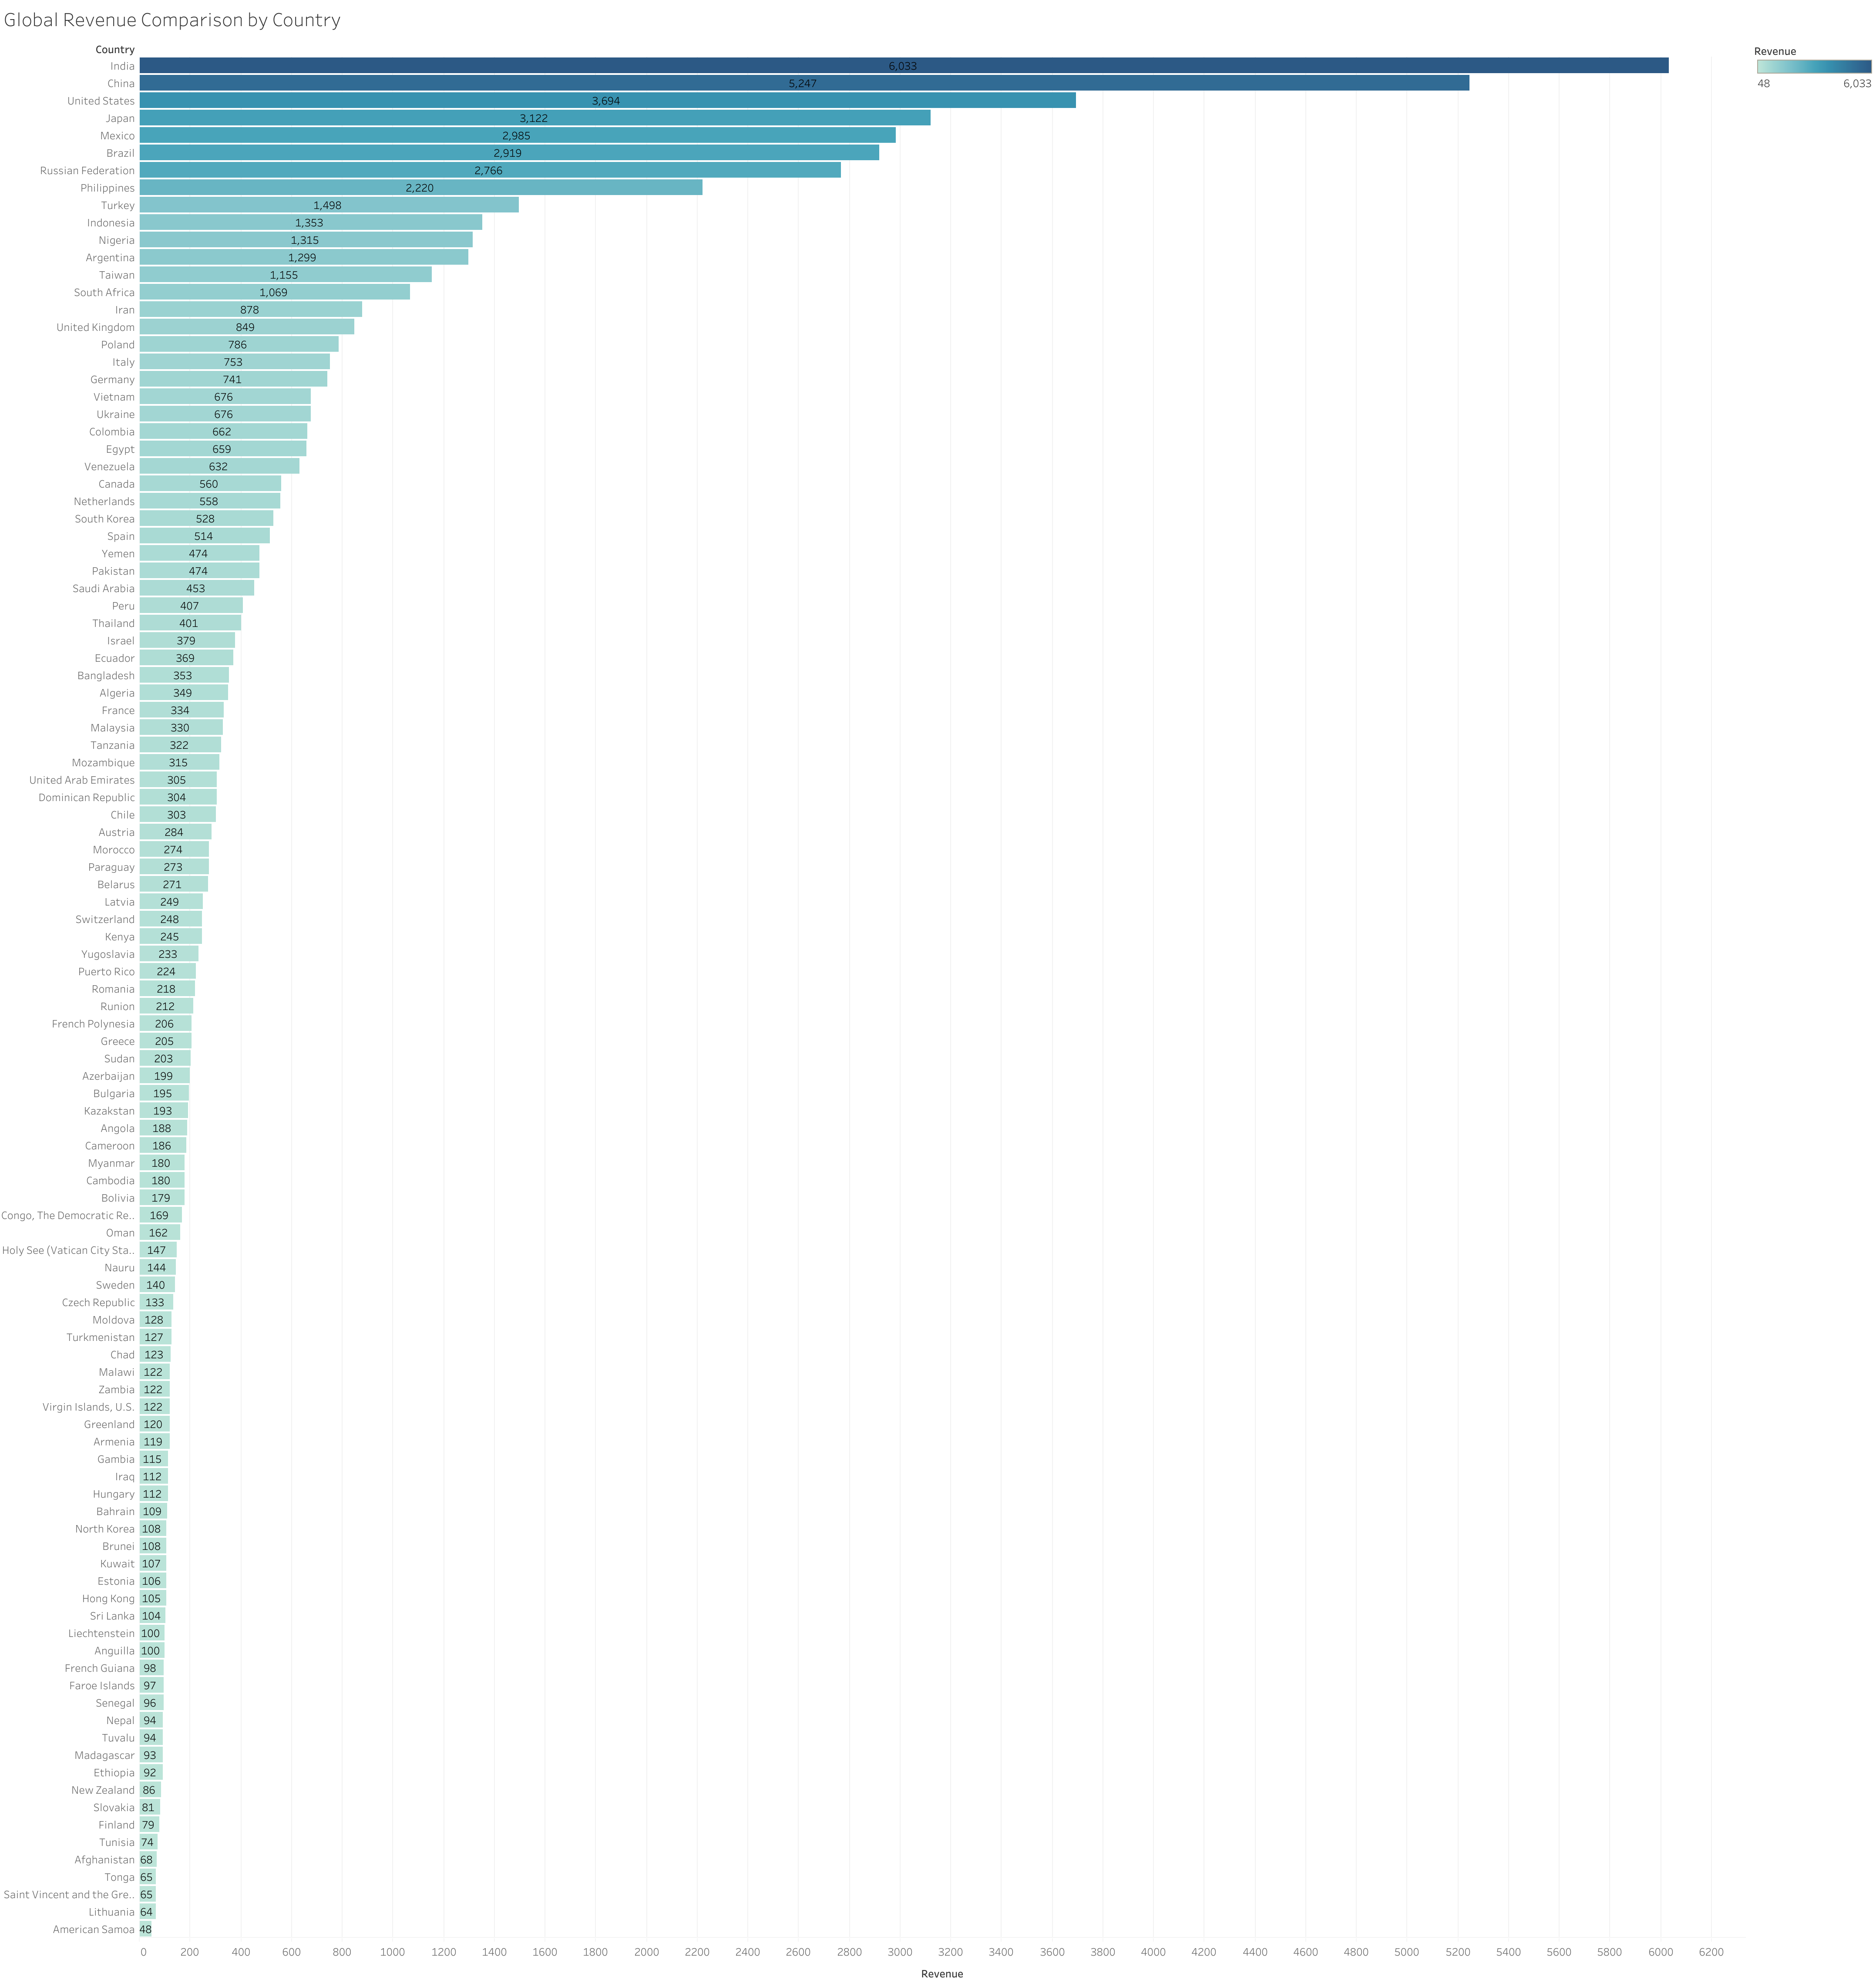 Global Revenue Comparison by Country
Country
Revenue
48 6,033
India 6,033
China 5,247
United States 3,694
Japan 3,122
Mexico 2,985
Brazil 2,919
Russian Federation 2,766
Philippines 2,220
Turkey 1,498
Indonesia 1,353
Nigeria 1,315
Argentina 1,299
Taiwan 1,155
South Africa 1,069
Iran 878
United Kingdom 849
Poland 786
Italy 753
Germany 741
Vietnam 676
Ukraine 676
Colombia 662
Egypt 659
Venezuela 632
Canada 560
Netherlands 558
South Korea 528
Spain 514
Yemen 474
Pakistan 474
Saudi Arabia 453
Peru 407
Thailand 401
Israel 379
Ecuador 369
Bangladesh 353
Algeria 349
France 334
Malaysia 330
Tanzania 322
Mozambique 315
United Arab Emirates 305
Dominican Republic 304
Chile 303
Austria 284
Morocco 274
Paraguay 273
Belarus 271
Latvia 249
Switzerland 248
Kenya 245
Yugoslavia 233
Puerto Rico 224
Romania 218
Runion 212
French Polynesia 206
Greece 205
Sudan 203
Azerbaijan 199
Bulgaria 195
Kazakstan 193
Angola 188
Cameroon 186
Myanmar 180
Cambodia 180
Bolivia 179
Congo, The Democratic Re.. 169
Oman 162
Holy See (Vatican City Sta.. 147
Nauru 144
Sweden 140
Czech Republic 133
Moldova 128
Turkmenistan 127
Chad 123
Malawi 122
Zambia 122
Virgin Islands, U.S. 122
Greenland 120
Armenia 119
Gambia 115
Iraq 112
Hungary 112
Bahrain 109
North Korea 108
Brunei 108
Kuwait 107
Estonia 106
Hong Kong 105
Sri Lanka 104
Liechtenstein 100
Anguilla 100
French Guiana 98
Faroe Islands 97
Senegal 96
Nepal 94
Tuvalu 94
Madagascar 93
Ethiopia 92
New Zealand 86
Slovakia 81
Finland 79
Tunisia 74
Afghanistan 68
Tonga 65
Saint Vincent and the Gre.. 65
Lithuania 64
American Samoa 48
0 200 400 600 800 1000 1200 1400 1600 1800 2000 2200 2400 2600 2800 3000 3200 3400 3600 3800 4000 4200 4400 4600 4800 5000 5200 5400 5600 5800 6000 6200
Revenue